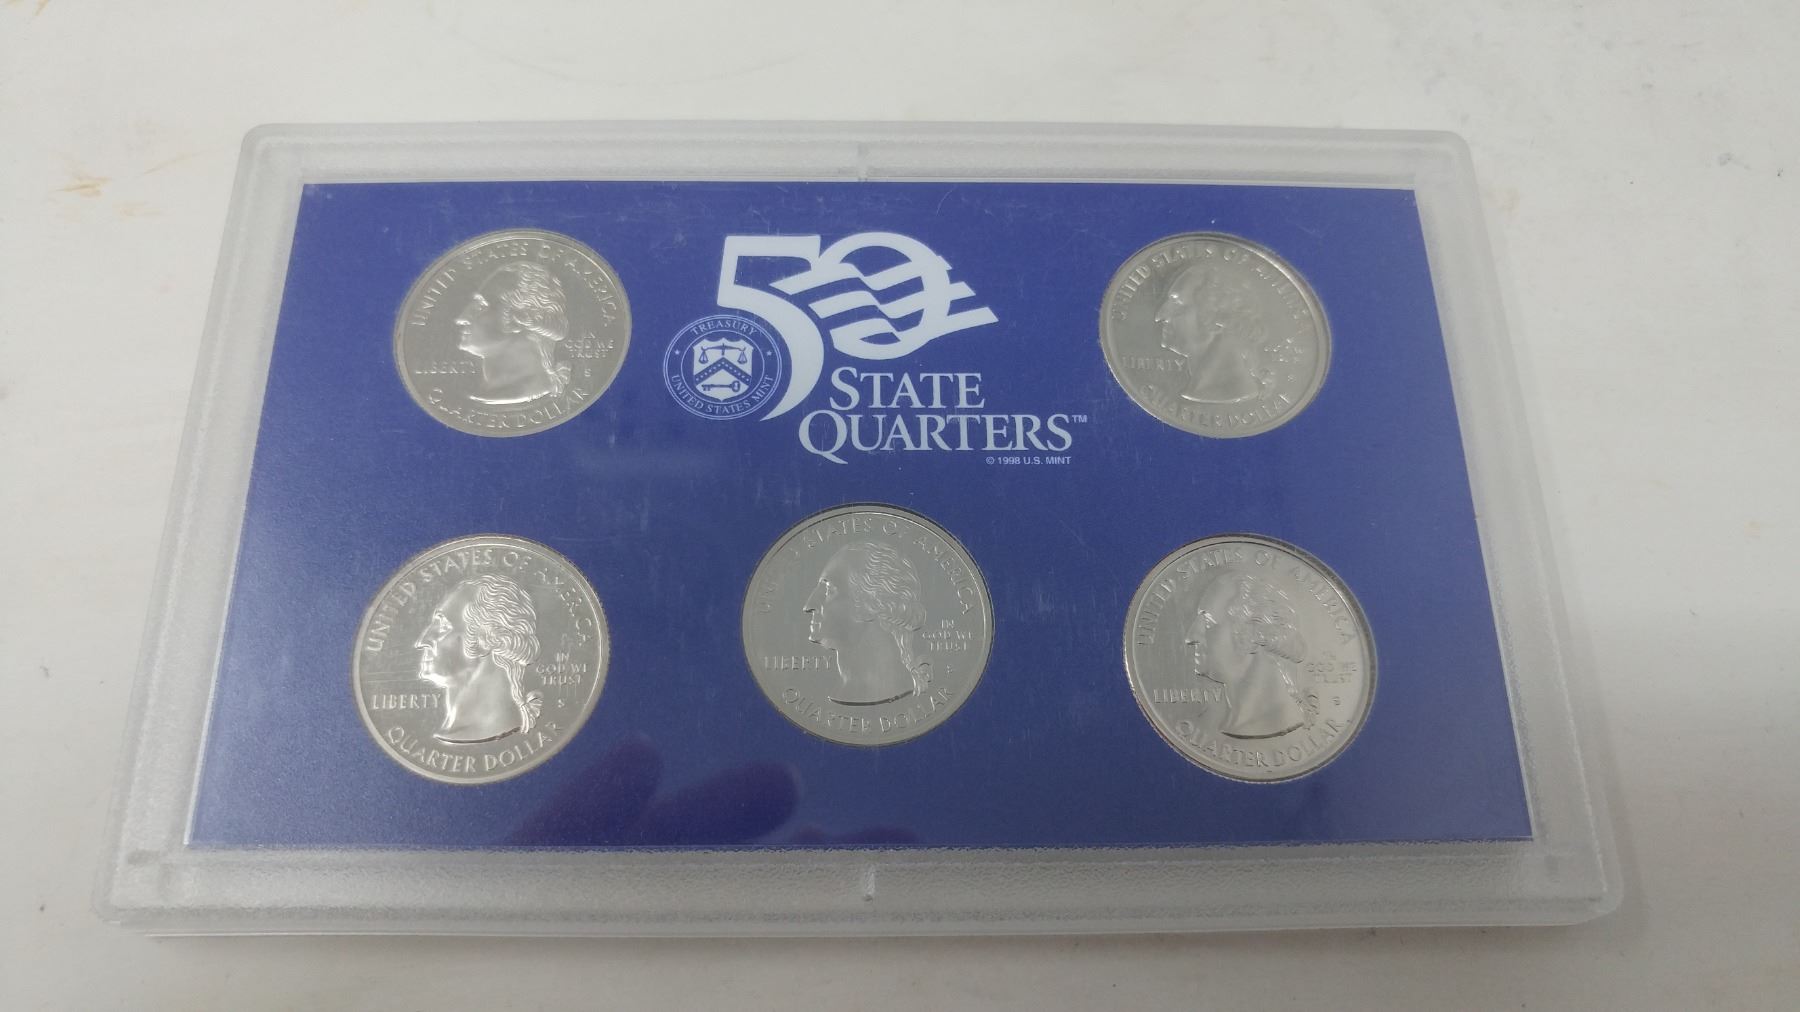 UNITED STATES OF AMERICA
LIBERTY
IN
GOD WE
TRUST
S
QUARTER DOLLAR
50
TREASURY
UNITED STATES MINT
STATE
QUARTERS™
© 1998 U.S. MINT
UNITED STATES OF AMERICA
LIBERTY
QUARTER DOLLAR
UNITED STATES OF AMERICA
LIBERTY
IN
GOD WE
TRUST
S
QUARTER DOLLAR
UNITED STATES OF AMERICA
LIBERTY
IN
GOD WE
TRUST
S
QUARTER DOLLAR
UNITED STATES OF AMERICA
LIBERTY
IN
GOD WE
TRUST
S
QUARTER DOLLAR